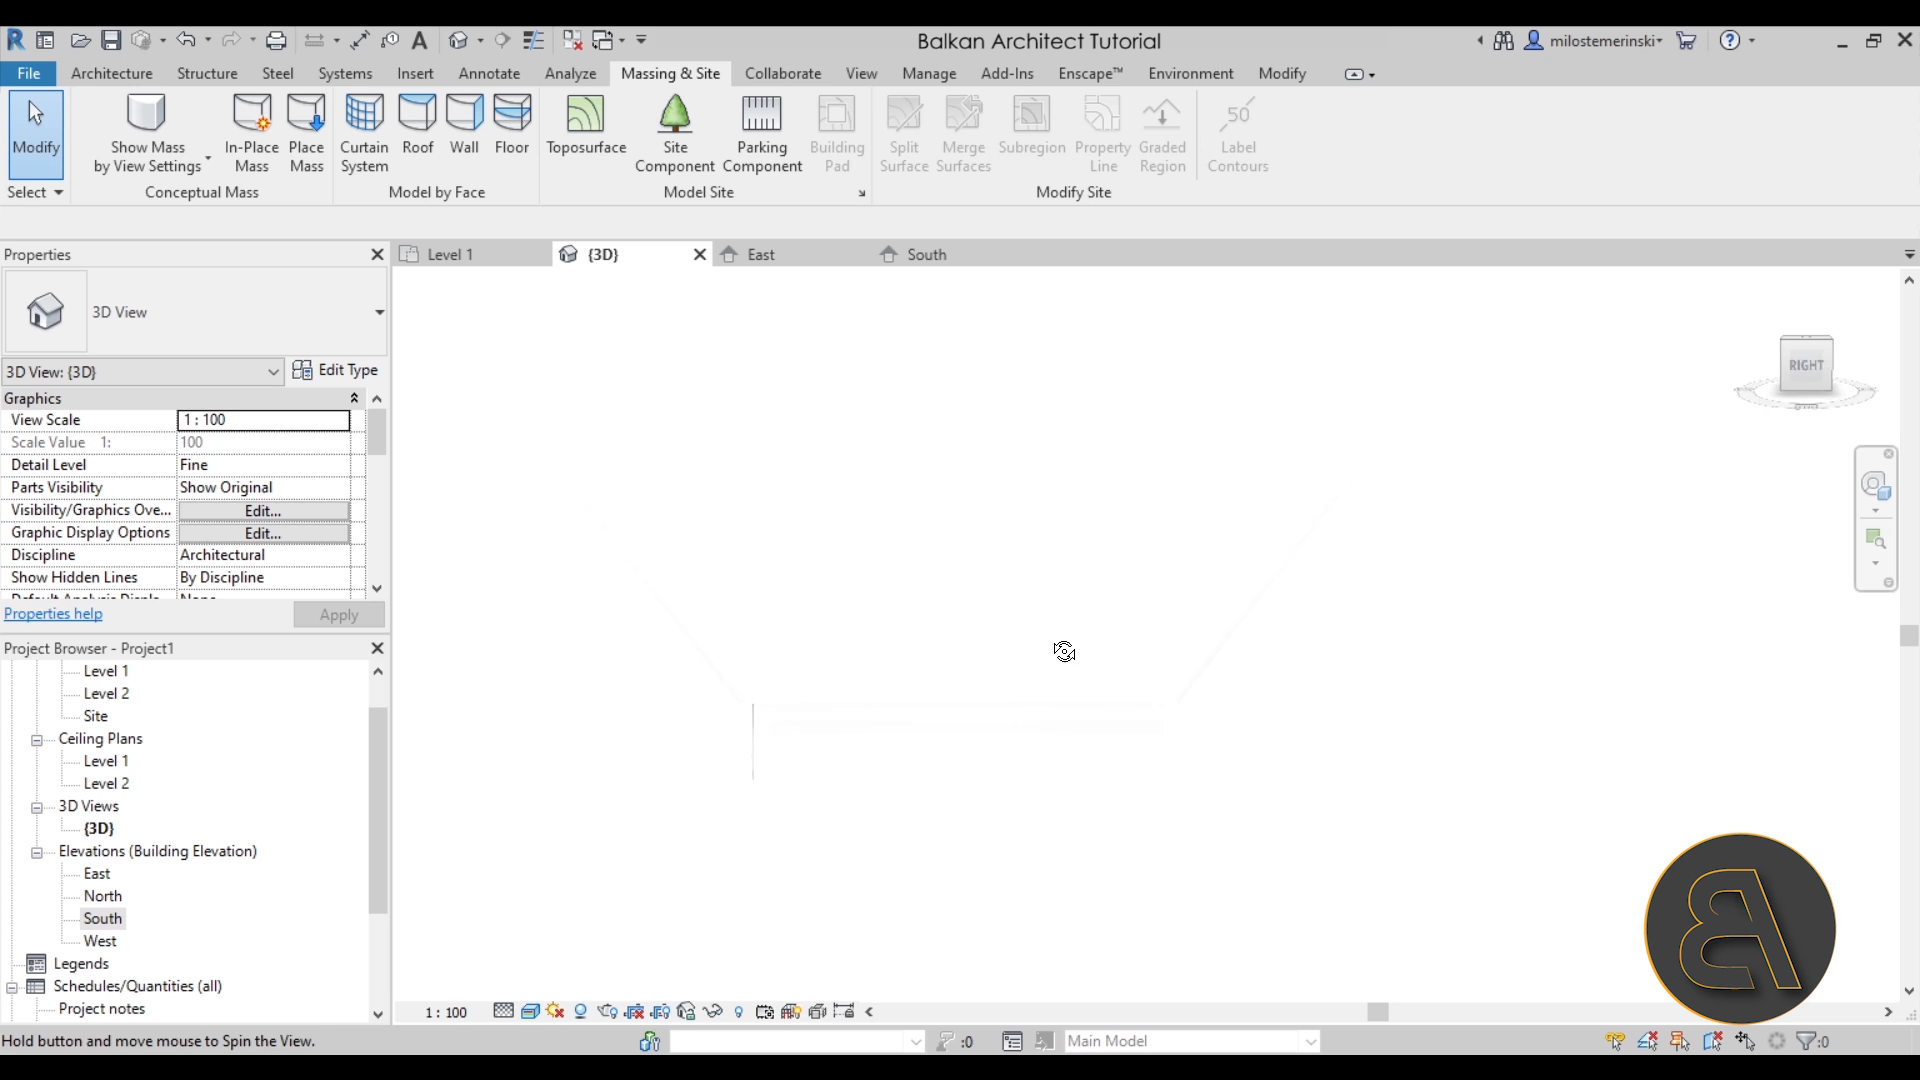 Balkan Architect Tutorial
milostemerinski
File Architecture Structure Steel Systems Insert Annotate Analyze Massing & Site Collaborate View Manage Add-Ins Enscape™ Environment Modify
Modify
Show Mass by View Settings
In-Place Mass
Place Mass
Curtain System
Roof
Wall
Floor
Toposurface
Site Component
Parking Component
Building Pad
Split Surface
Merge Surfaces
Subregion
Property Line
Graded Region
50
Label Contours
Select Conceptual Mass Model by Face Model Site Modify Site
Properties
Level 1 {3D} East South
3D View
3D View: {3D} Edit Type
Graphics
View Scale 1 : 100
Scale Value 1: 100
Detail Level Fine
Parts Visibility Show Original
Visibility/Graphics Ove... Edit...
Graphic Display Options Edit...
Discipline Architectural
Show Hidden Lines By Discipline
Properties help Apply
RIGHT
Project Browser - Project1
Level 1
Level 2
Site
Ceiling Plans
Level 1
Level 2
3D Views
{3D}
Elevations (Building Elevation)
East
North
South
West
Legends
Schedules/Quantities (all)
Project notes
1 : 100
Hold button and move mouse to Spin the View.
:0
Main Model
:0